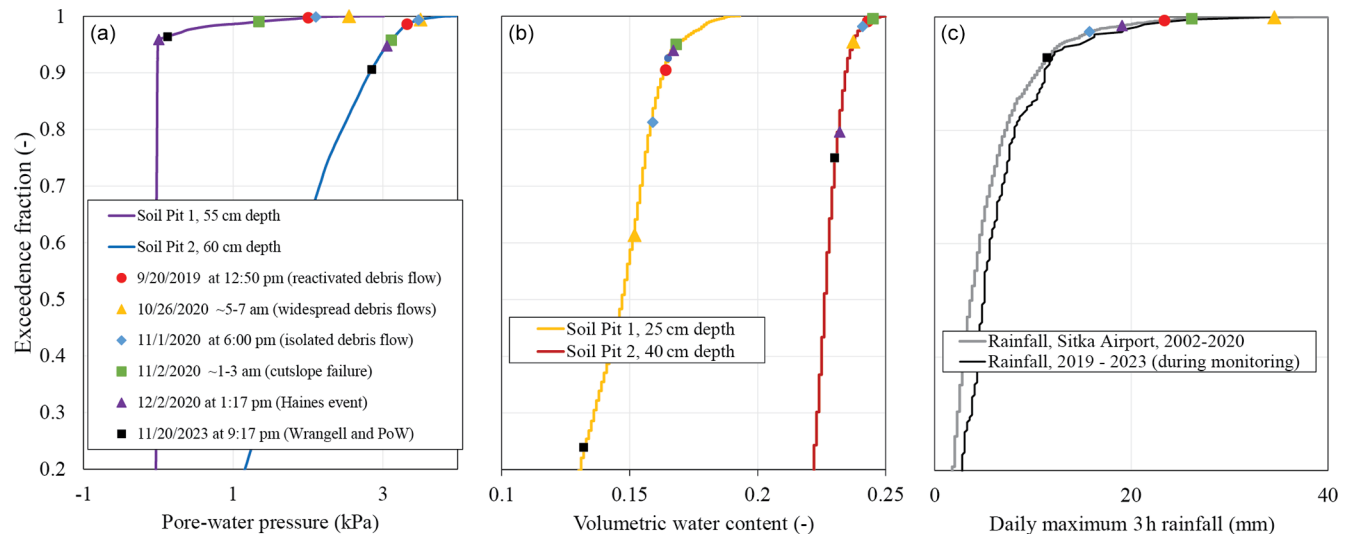 Exceedence fraction (-)
(a)
1
0.9
0.8
0.7
0.6
0.5
0.4
0.3
0.2
Soil Pit 1, 55 cm depth
Soil Pit 2, 60 cm depth
9/20/2019 at 12:50 pm (reactivated debris flow)
10/26/2020 ~5-7 am (widespread debris flows)
11/1/2020 at 6:00 pm (isolated debris flow)
11/2/2020 ~1-3 am (cutslope failure)
12/2/2020 at 1:17 pm (Haines event)
11/20/2023 at 9:17 pm (Wrangell and PoW)
-1 1 3
Pore-water pressure (kPa)
(b)
Soil Pit 1, 25 cm depth
Soil Pit 2, 40 cm depth
0.1 0.15 0.2 0.25
Volumetric water content (-)
(c)
Rainfall, Sitka Airport, 2002-2020
Rainfall, 2019 - 2023 (during monitoring)
0 20 40
Daily maximum 3h rainfall (mm)